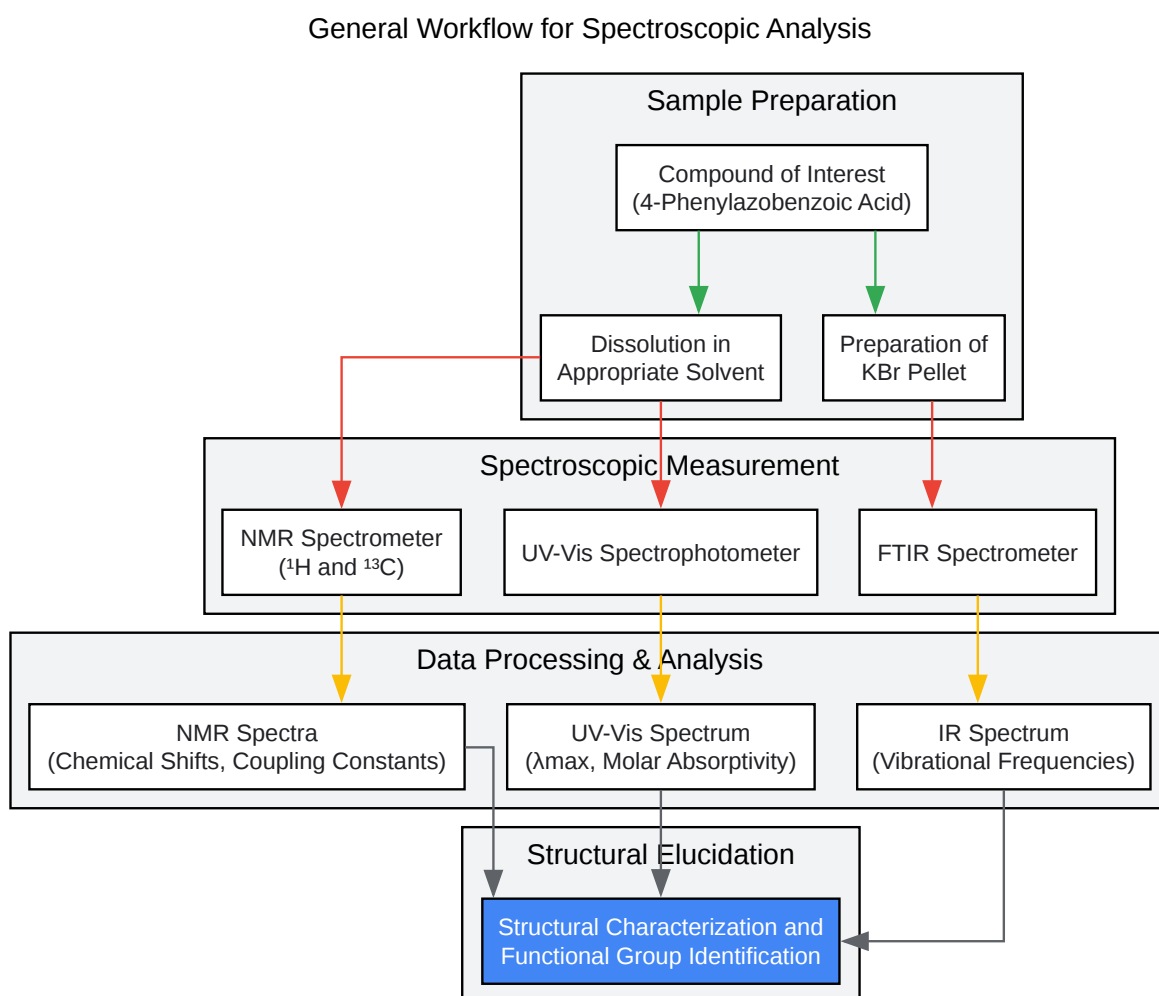 General Workflow for Spectroscopic Analysis
Sample Preparation
Compound of Interest
(4-Phenylazobenzoic Acid)
Dissolution in
Appropriate Solvent
Preparation of
KBr Pellet
Spectroscopic Measurement
NMR Spectrometer
(¹H and ¹³C)
UV-Vis Spectrophotometer
FTIR Spectrometer
Data Processing & Analysis
NMR Spectra
(Chemical Shifts, Coupling Constants)
UV-Vis Spectrum
(λmax, Molar Absorptivity)
IR Spectrum
(Vibrational Frequencies)
Structural Elucidation
Structural Characterization and
Functional Group Identification